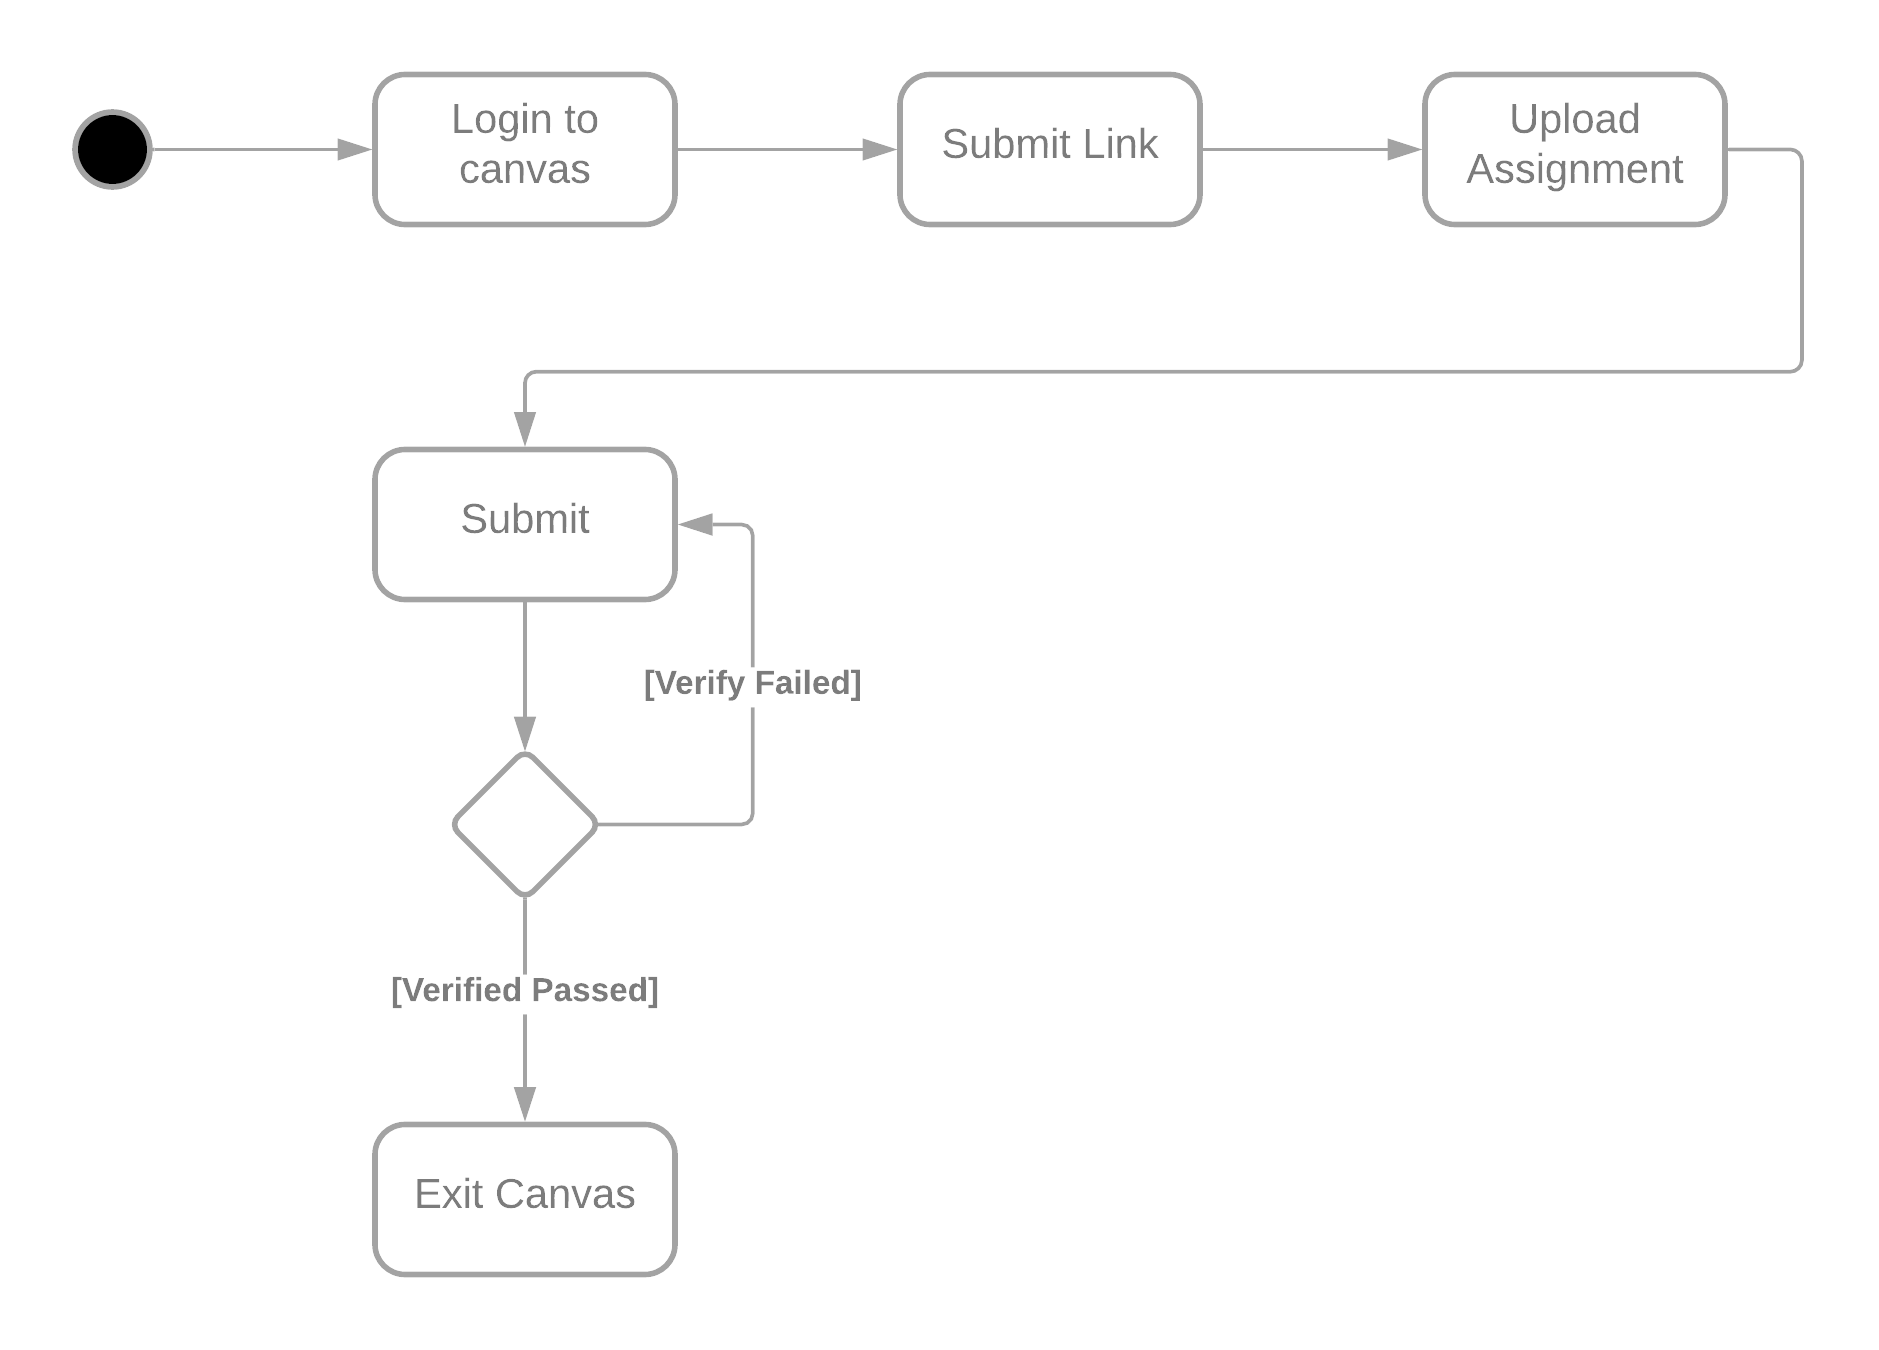 Login to
canvas
Submit Link
Upload
Assignment
Submit
[Verify Failed]
[Verified Passed]
Exit Canvas